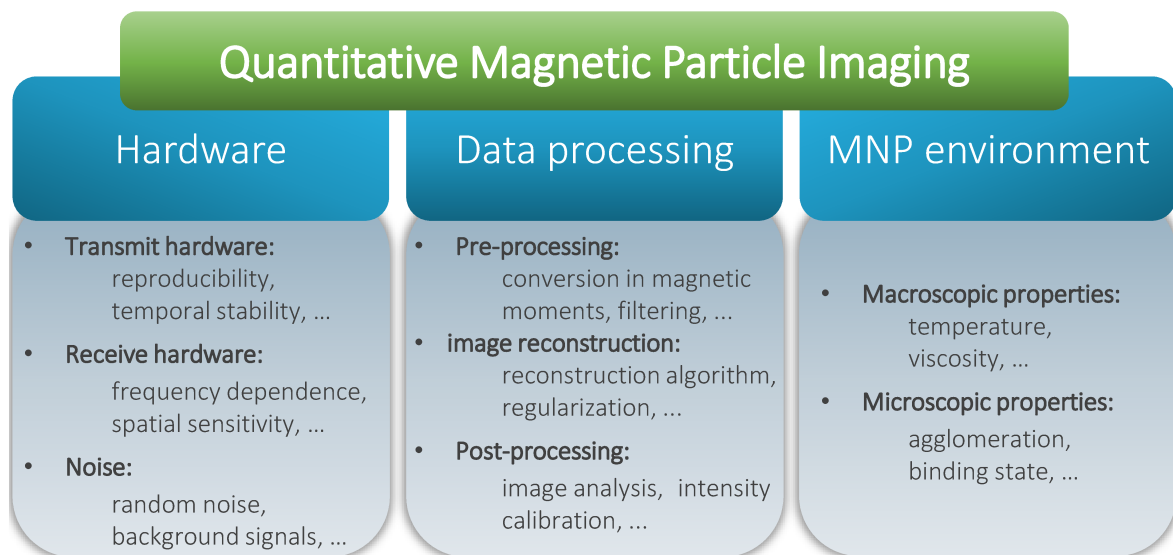 Quantitative Magnetic Particle Imaging
Hardware
• Transmit hardware:
reproducibility,
temporal stability, ...
• Receive hardware:
frequency dependence,
spatial sensitivity, ...
• Noise:
random noise,
background signals, ...
Data processing
• Pre-processing:
conversion in magnetic
moments, filtering, ...
• image reconstruction:
reconstruction algorithm,
regularization, ...
• Post-processing:
image analysis, intensity
calibration, ...
MNP environment
• Macroscopic properties:
temperature,
viscosity, ...
• Microscopic properties:
agglomeration,
binding state, ...